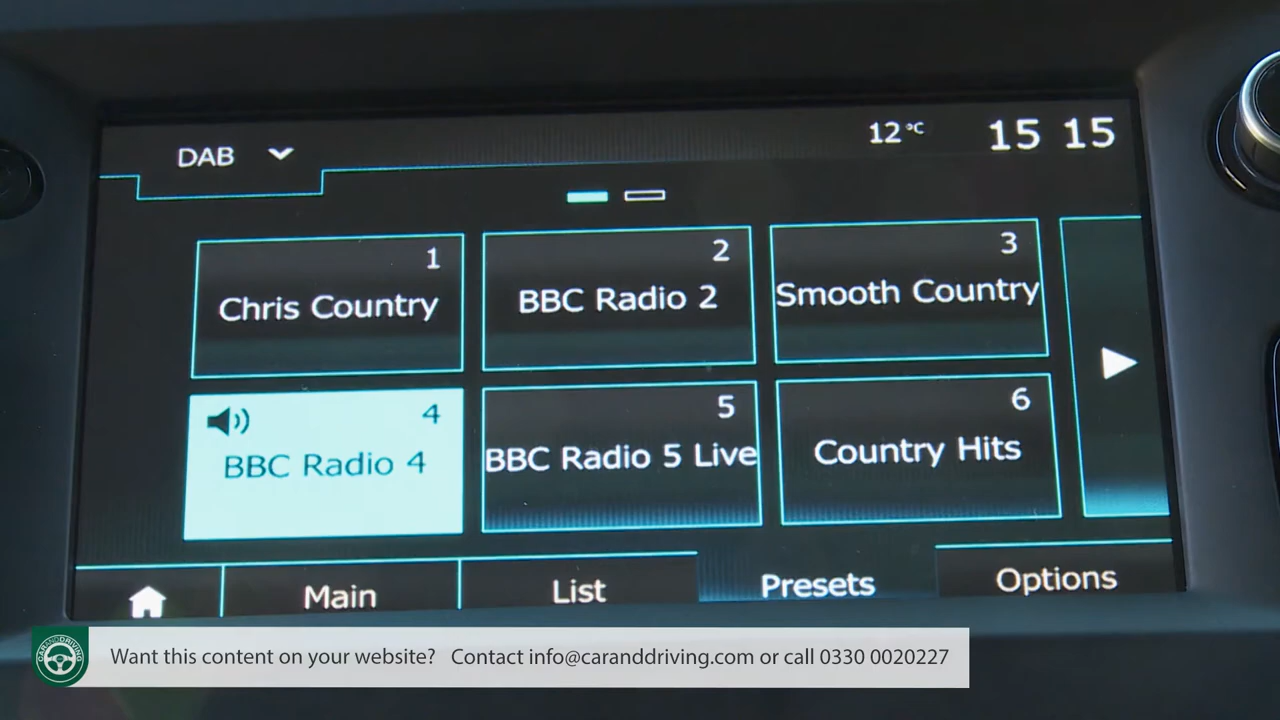 DAB
12°C 15 15
1
Chris Country
2
BBC Radio 2
3
Smooth Country
4
BBC Radio 4
5
BBC Radio 5 Live
6
Country Hits
Main
List
Presets
Options
CARANDDRIVING
Want this content on your website? Contact info@caranddriving.com or call 0330 0020227